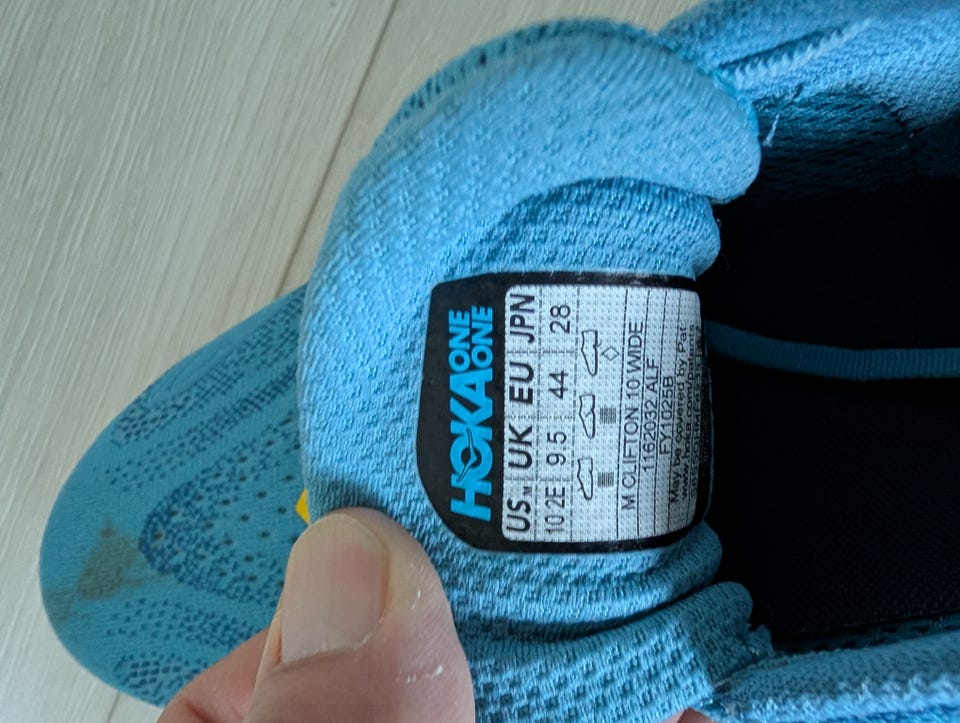 HOKA ONE ONE
US M UK EU JPN
10 2E 9.5 44 28
M CLIFTON 10 WIDE
1162032 ALF
FY1025B
May be covered by Pat.